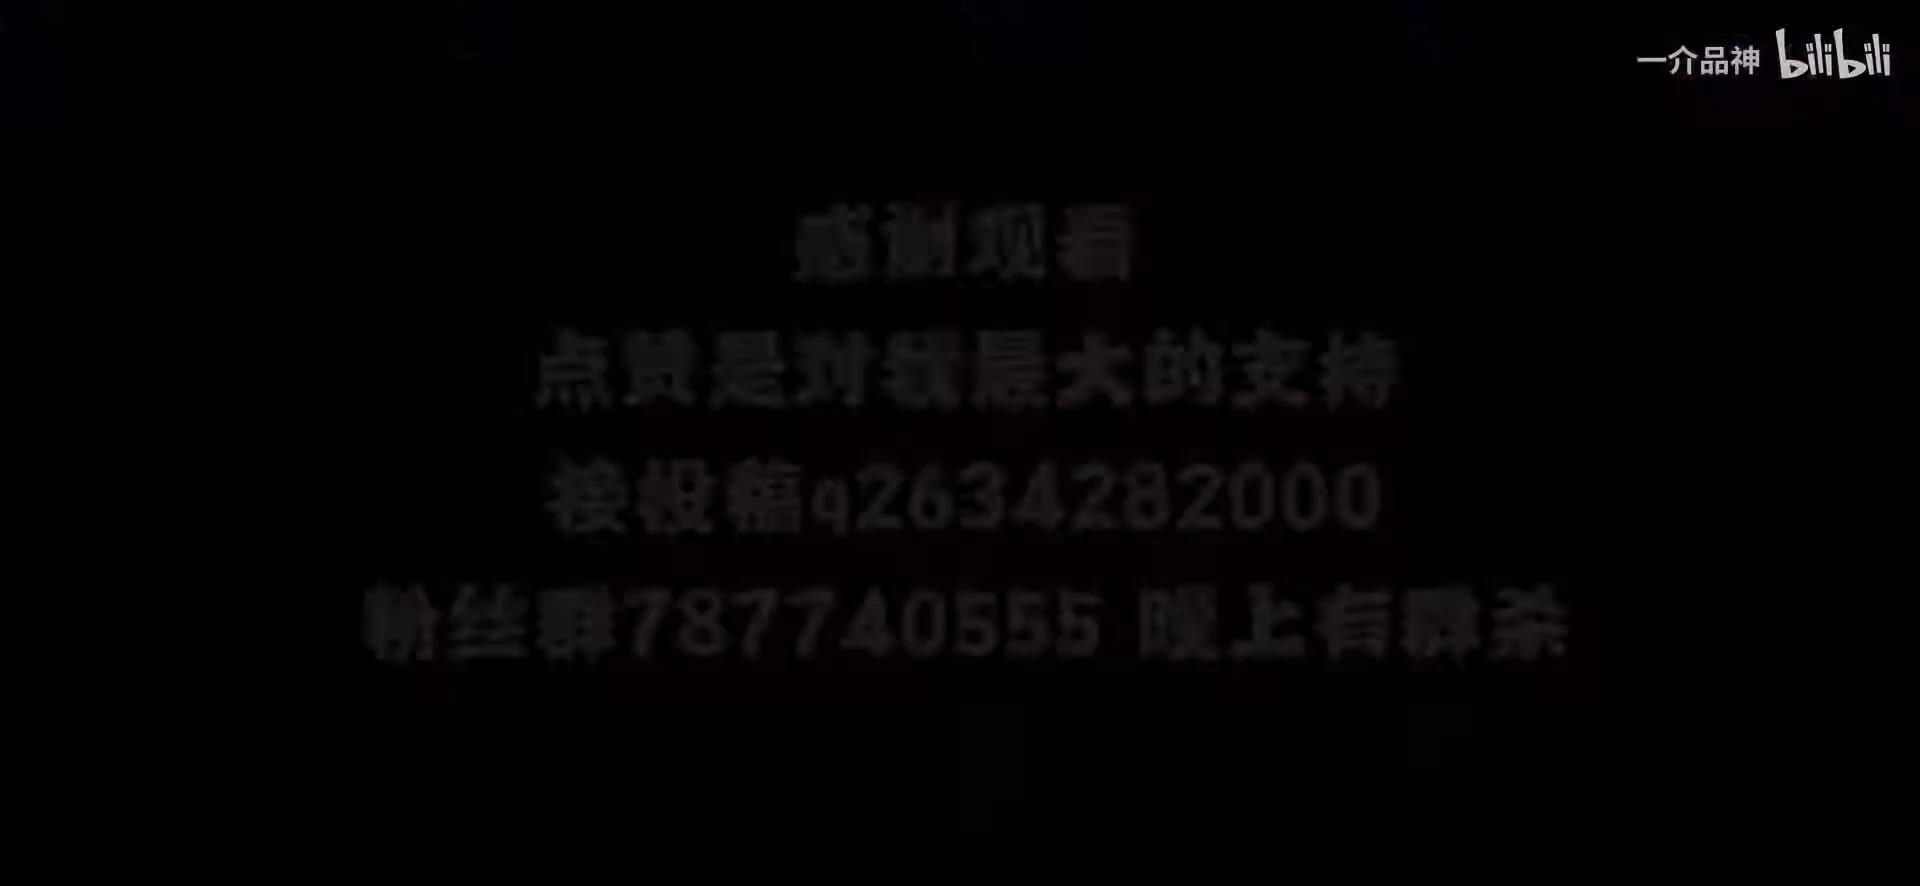 一介品神 bilibili
感谢观看
点赞是对我最大的支持
接投稿q2634282000
粉丝群787740555 晚上有群杀